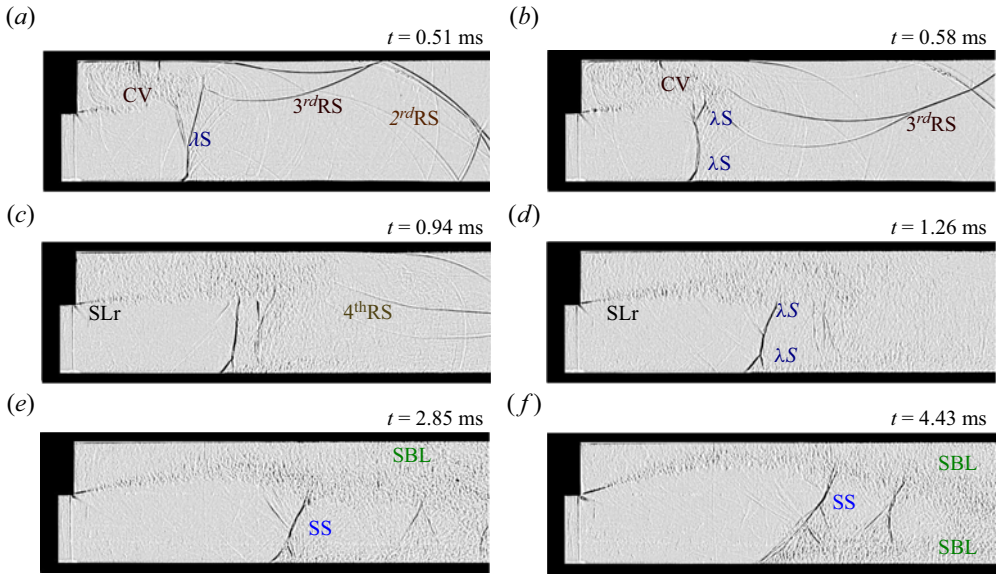 (a)
t = 0.51 ms
CV
3rdRS
2rdRS
λS
(b)
t = 0.58 ms
CV
λS
3rdRS
λS
(c)
t = 0.94 ms
SLr
4thRS
(d)
t = 1.26 ms
SLr
λS
λS
(e)
t = 2.85 ms
SBL
SS
(f)
t = 4.43 ms
SBL
SS
SBL